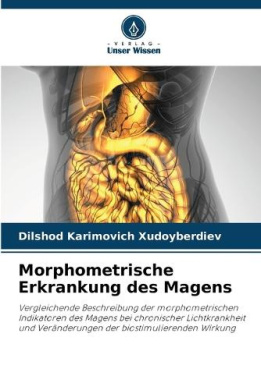 - VERLAG -
Unser Wissen
Dilshod Karimovich Xudoyberdiev
Morphometrische
Erkrankung des Magens
Vergleichende Beschreibung der morphometrischen
Indikatoren des Magens bei chronischer Lichtkrankheit
und Veränderungen der biostimulierenden Wirkung